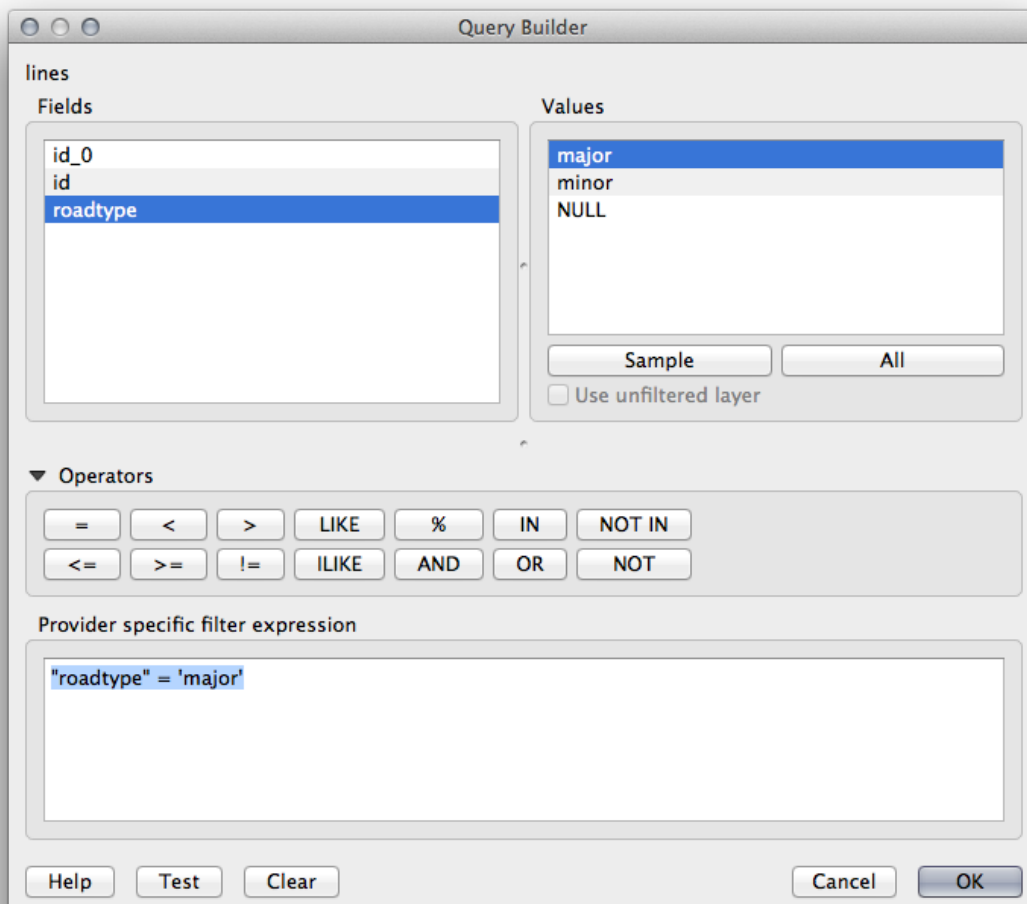 Query Builder
lines
Fields
Values
id_0
id
roadtype
major
minor
NULL
Sample
All
Use unfiltered layer
Operators
= < > LIKE % IN NOT IN
<= >= != ILIKE AND OR NOT
Provider specific filter expression
"roadtype" = 'major'
Help Test Clear Cancel OK